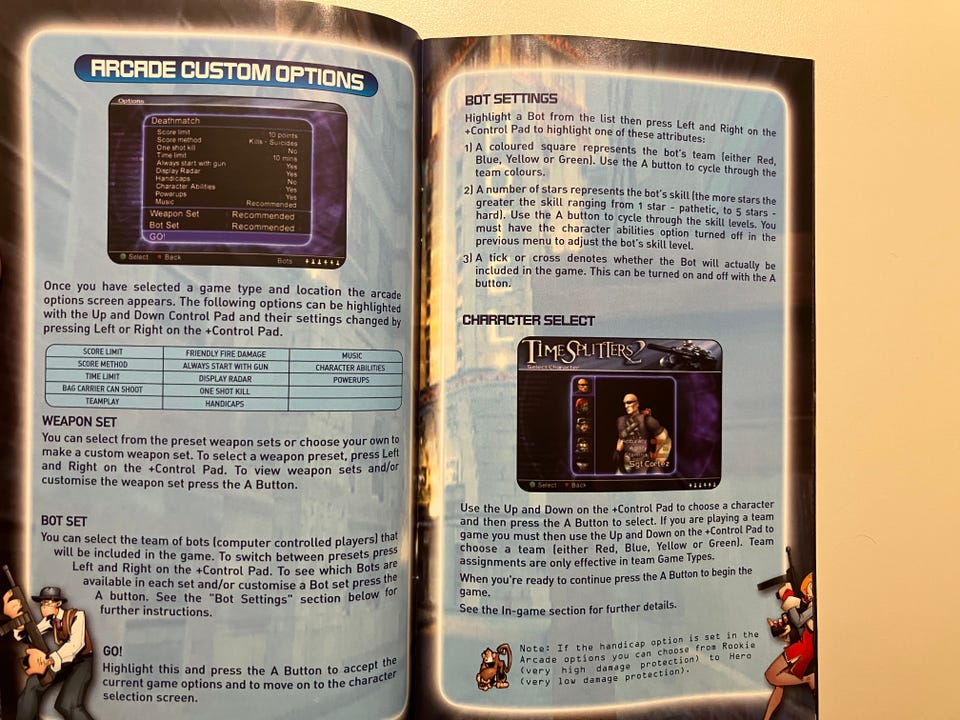 ARCADE CUSTOM OPTIONS
Options
Deathmatch
Score limit 10 points
Score method Kills - Suicides
One shot kill No
Time limit 10 mins
Always start with gun Yes
Display Radar Yes
Handicaps No
Character Abilities Yes
Powerups Yes
Music Recommended
Weapon Set Recommended
Bot Set Recommended
GO!
Select Back Bots
Once you have selected a game type and location the arcade
options screen appears. The following options can be highlighted
with the Up and Down Control Pad and their settings changed by
pressing Left or Right on the +Control Pad.
SCORE LIMIT FRIENDLY FIRE DAMAGE MUSIC
SCORE METHOD ALWAYS START WITH GUN CHARACTER ABILITIES
TIME LIMIT DISPLAY RADAR POWERUPS
BAG CARRIER CAN SHOOT ONE SHOT KILL
TEAMPLAY HANDICAPS
WEAPON SET
You can select from the preset weapon sets or choose your own to
make a custom weapon set. To select a weapon preset, press Left
and Right on the +Control Pad. To view weapon sets and/or
customise the weapon set press the A Button.
BOT SET
You can select the team of bots (computer controlled players) that
will be included in the game. To switch between presets press
Left and Right on the +Control Pad. To see which Bots are
available in each set and/or customise a Bot set press the
A button. See the "Bot Settings" section below for
further instructions.
GO!
Highlight this and press the A Button to accept the
current game options and to move on to the character
selection screen.
BOT SETTINGS
Highlight a Bot from the list then press Left and Right on the
+Control Pad to highlight one of these attributes:
1) A coloured square represents the bot's team (either Red,
Blue, Yellow or Green). Use the A button to cycle through the
team colours.
2) A number of stars represents the bot's skill (the more stars the
greater the skill ranging from 1 star - pathetic, to 5 stars -
hard). Use the A button to cycle through the skill levels. You
must have the character abilities option turned off in the
previous menu to adjust the bot's skill level.
3) A tick or cross denotes whether the Bot will actually be
included in the game. This can be turned on and off with the A
button.
CHARACTER SELECT
TIMESPLITTERS 2
Select Character
Sgt Cortez
Select Back
Use the Up and Down on the +Control Pad to choose a character
and then press the A Button to select. If you are playing a team
game you must then use the Up and Down on the +Control Pad to
choose a team (either Red, Blue, Yellow or Green). Team
assignments are only effective in team Game Types.
When you're ready to continue press the A Button to begin the
game.
See the In-game section for further details.
Note: If the handicap option is set in the
Arcade options you can choose from Rookie
(very high damage protection) to Hero
(very low damage protection).